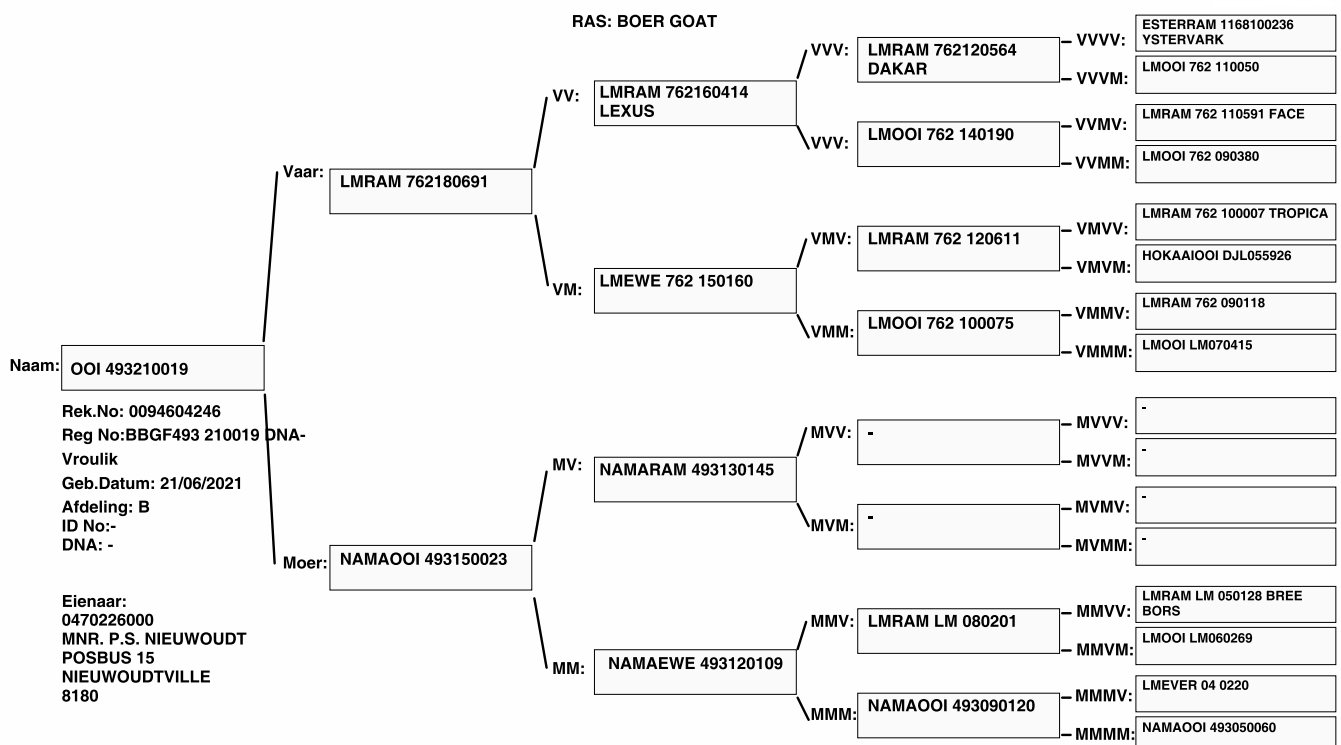 RAS: BOER GOAT
Naam:
OOI 493210019
Rek.No: 0094604246
Reg No:BBGF493 210019 DNA-
Vroulik
Geb.Datum: 21/06/2021
Afdeling: B
ID No:-
DNA: -
Eienaar:
0470226000
MNR. P.S. NIEUWOUDT
POSBUS 15
NIEUWOUDTVILLE
8180
Vaar:
LMRAM 762180691
Moer:
NAMAOOI 493150023
VV:
LMRAM 762160414
LEXUS
VM:
LMEWE 762 150160
MV:
NAMARAM 493130145
MM:
NAMAEWE 493120109
VVV:
LMRAM 762120564
DAKAR
VVV:
LMOOI 762 140190
VMV:
LMRAM 762 120611
VMM:
LMOOI 762 100075
MVV:
-
MVM:
-
MMV:
LMRAM LM 080201
MMM:
NAMAOOI 493090120
VVVV:
ESTERRAM 1168100236
YSTERVARK
VVVM:
LMOOI 762 110050
VVMV:
LMRAM 762 110591 FACE
VVMM:
LMOOI 762 090380
VMVV:
LMRAM 762 100007 TROPICA
VMVM:
HOKAAIOOI DJL055926
VMMV:
LMRAM 762 090118
VMMM:
LMOOI LM070415
MVVV:
-
MVVM:
-
MVMV:
-
MVMM:
-
MMVV:
LMRAM LM 050128 BREE
BORS
MMVM:
LMOOI LM060269
MMMV:
LMEVER 04 0220
MMMM:
NAMAOOI 493050060